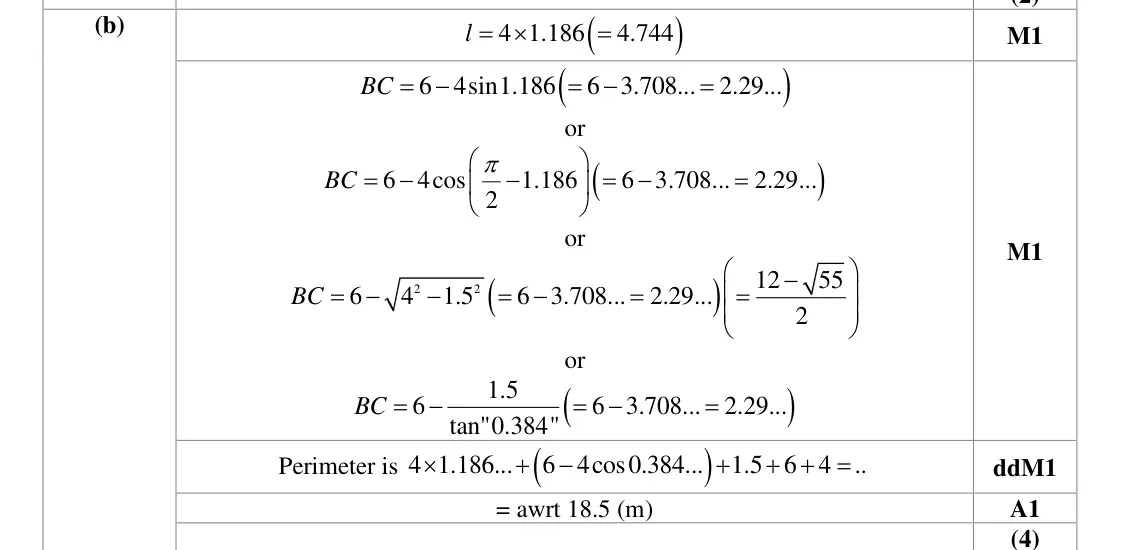 (2)
(b)
l = 4 × 1.186 (= 4.744)
M1
BC = 6 − 4sin1.186 (= 6 − 3.708... = 2.29...)
or
BC = 6 − 4cos(π/2 − 1.186) (= 6 − 3.708... = 2.29...)
or
BC = 6 − √(4² − 1.5²) (= 6 − 3.708... = 2.29...) (= (12 − √55)/2)
or
BC = 6 − 1.5/tan"0.384" (= 6 − 3.708... = 2.29...)
M1
Perimeter is 4 × 1.186... + (6 − 4cos0.384...) + 1.5 + 6 + 4 = ..
ddM1
= awrt 18.5 (m)
A1
(4)